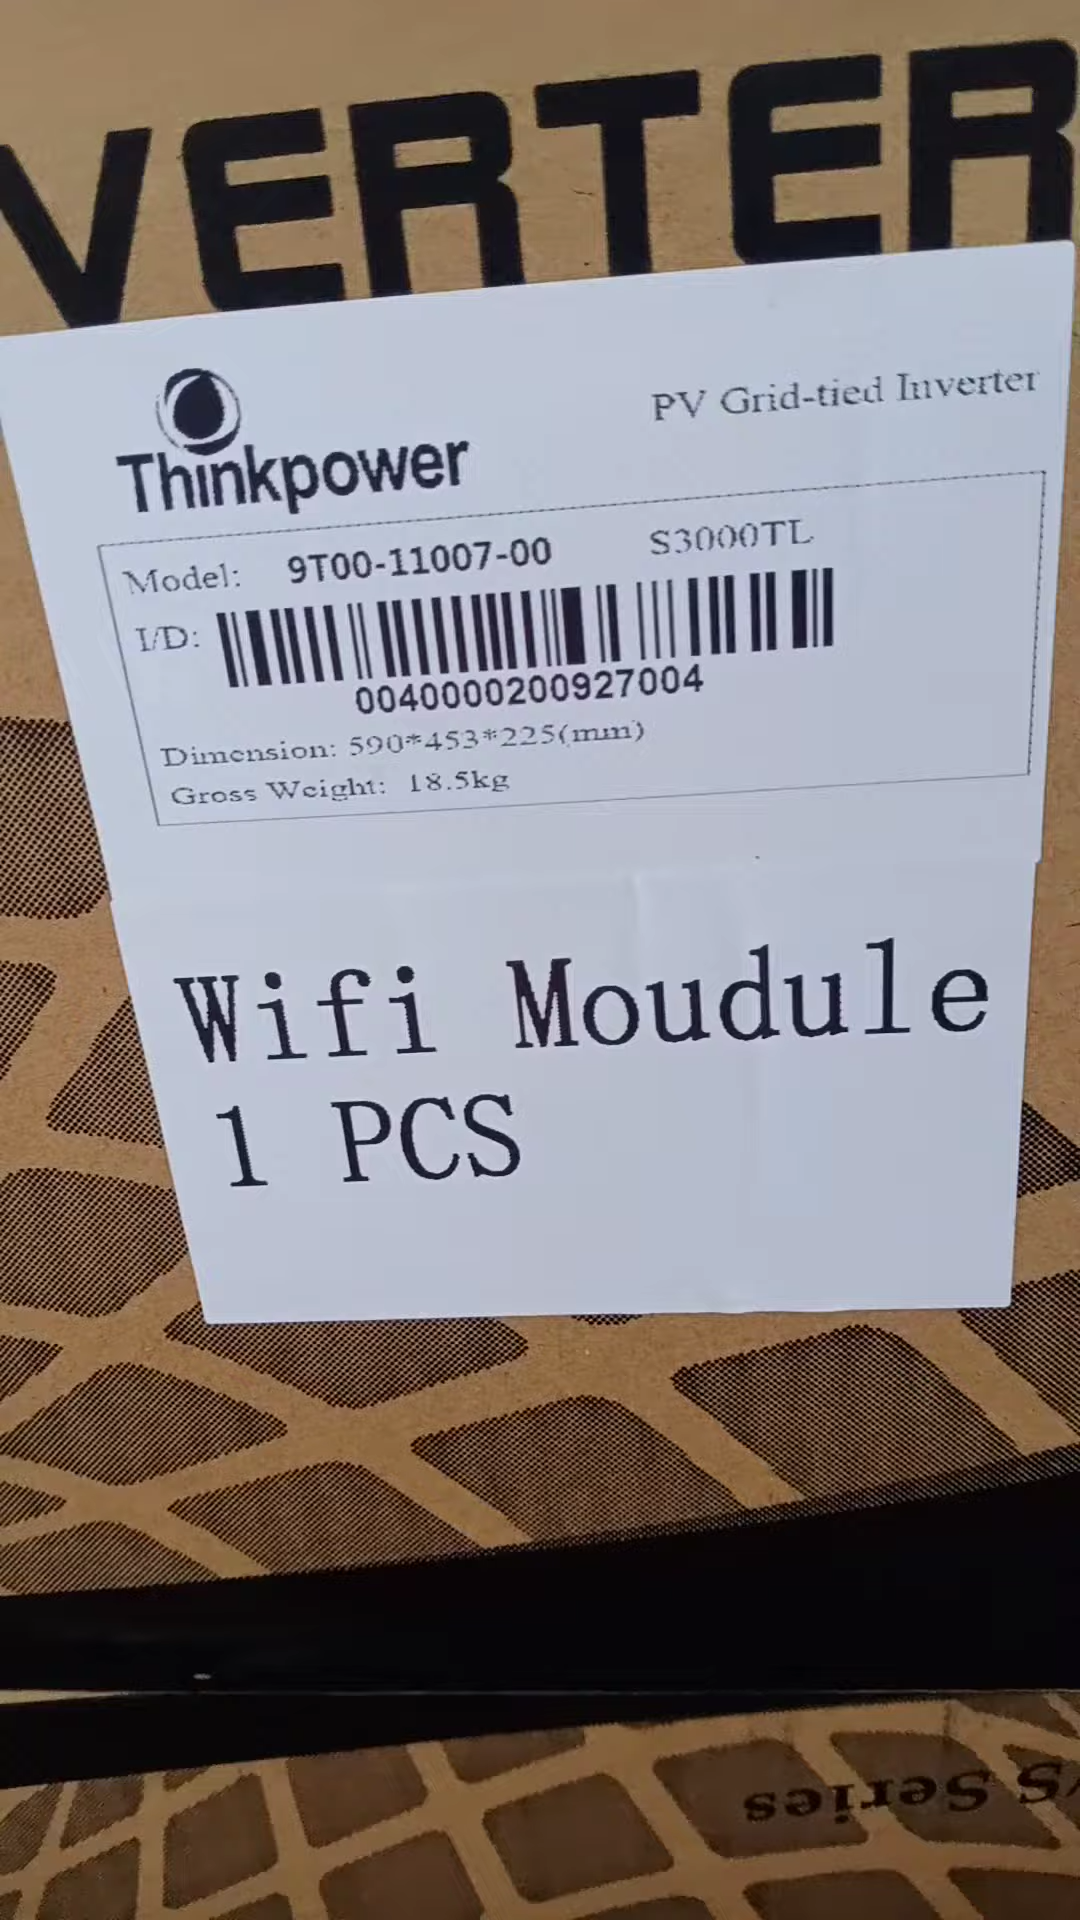 VERTER
PV Grid-tied Inverter
Thinkpower
Model: 9T00-11007-00 S3000TL
I/D:
0040000200927004
Dimension: 590*453*225(mm)
Gross Weight: 18.5kg
Wifi Moudule
1 PCS
S Series